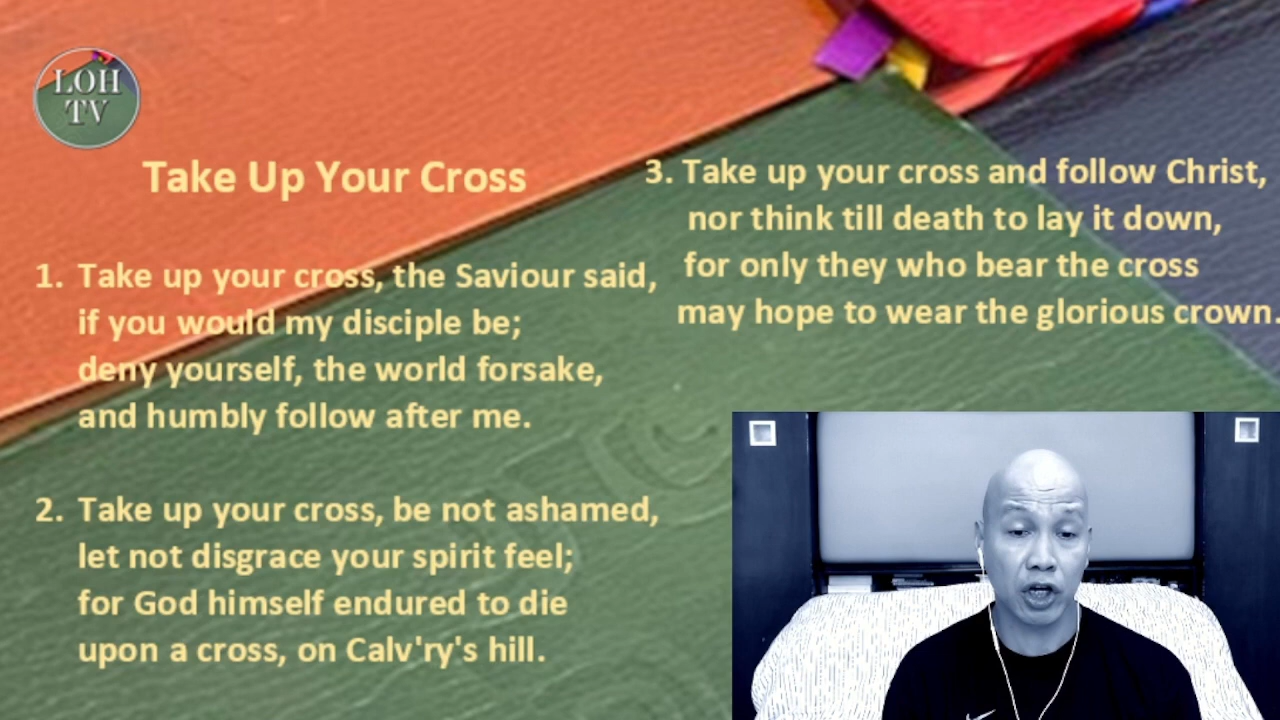 LOH
TV
Take Up Your Cross
1. Take up your cross, the Saviour said,
if you would my disciple be;
deny yourself, the world forsake,
and humbly follow after me.
2. Take up your cross, be not ashamed,
let not disgrace your spirit feel;
for God himself endured to die
upon a cross, on Calv'ry's hill.
3. Take up your cross and follow Christ,
nor think till death to lay it down,
for only they who bear the cross
may hope to wear the glorious crown.